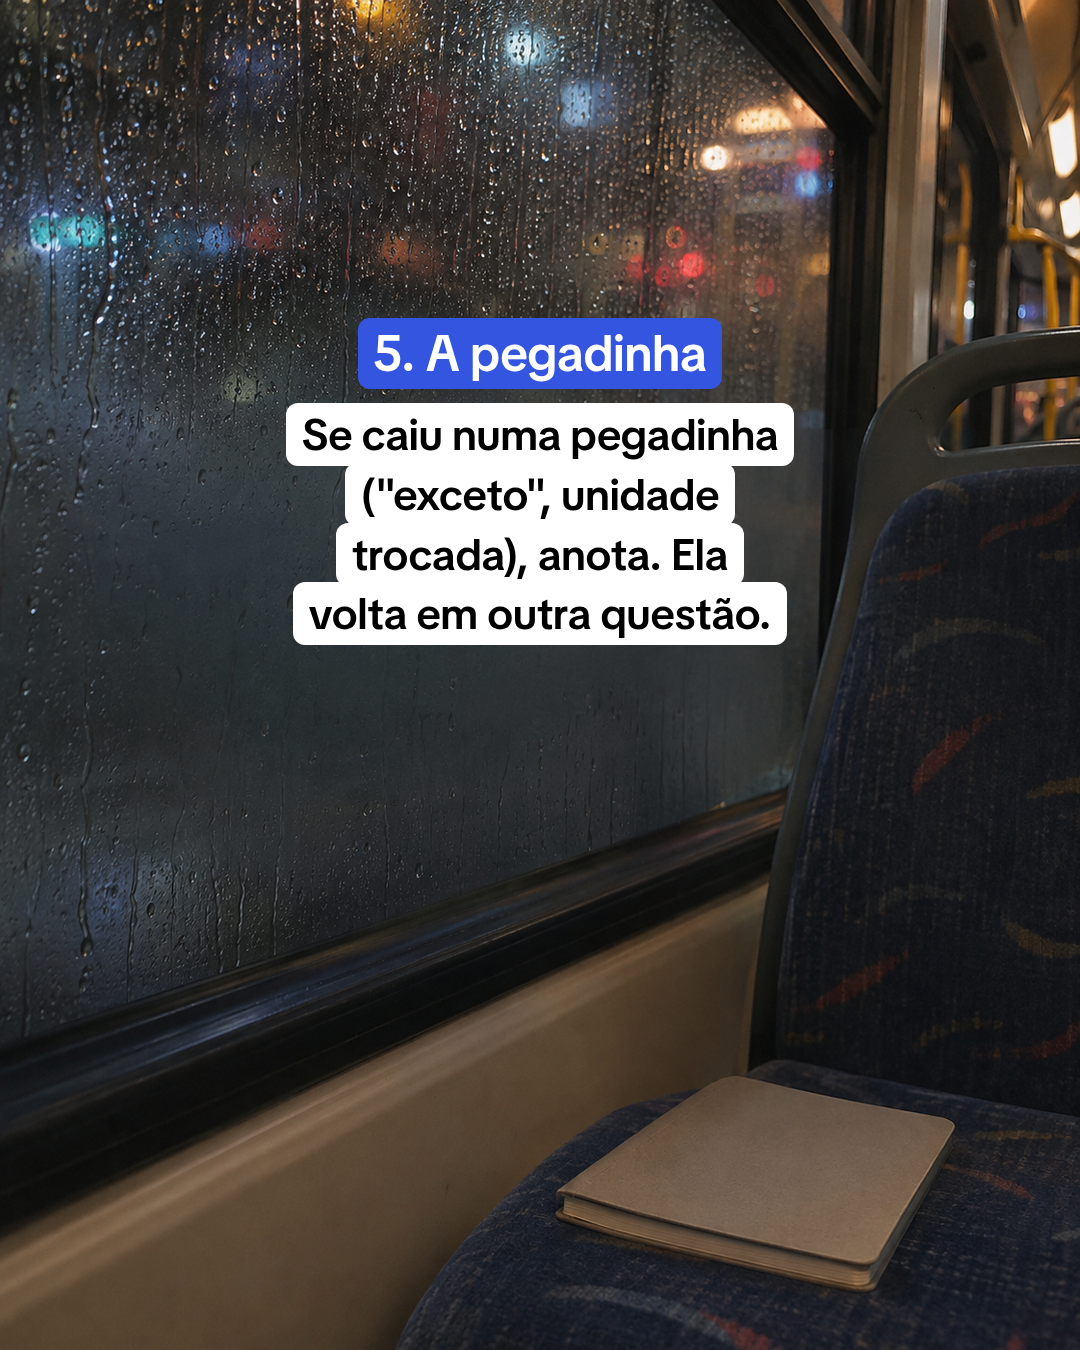 5. A pegadinha
Se caiu numa pegadinha
("exceto", unidade
trocada), anota. Ela
volta em outra questão.